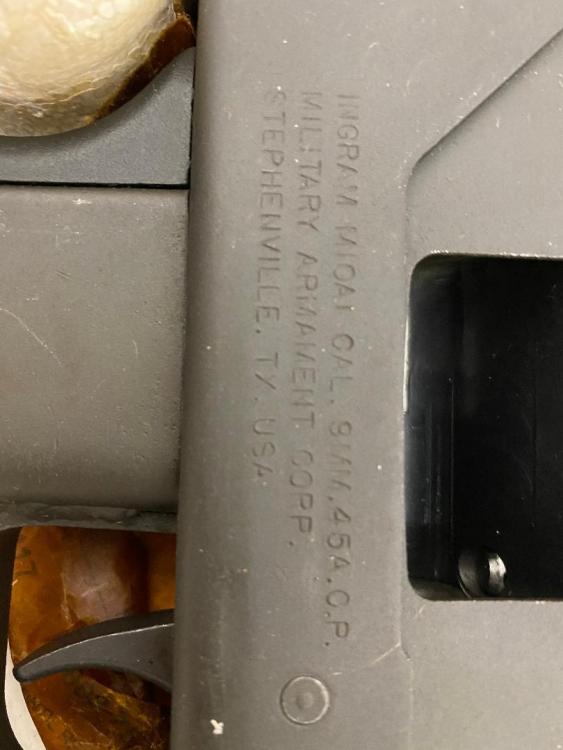 INGRAM M10A1 CAL. 9MM.45A.C.P.
MILITARY ARMAMENT CORP.
STEPHENVILLE, TX. USA